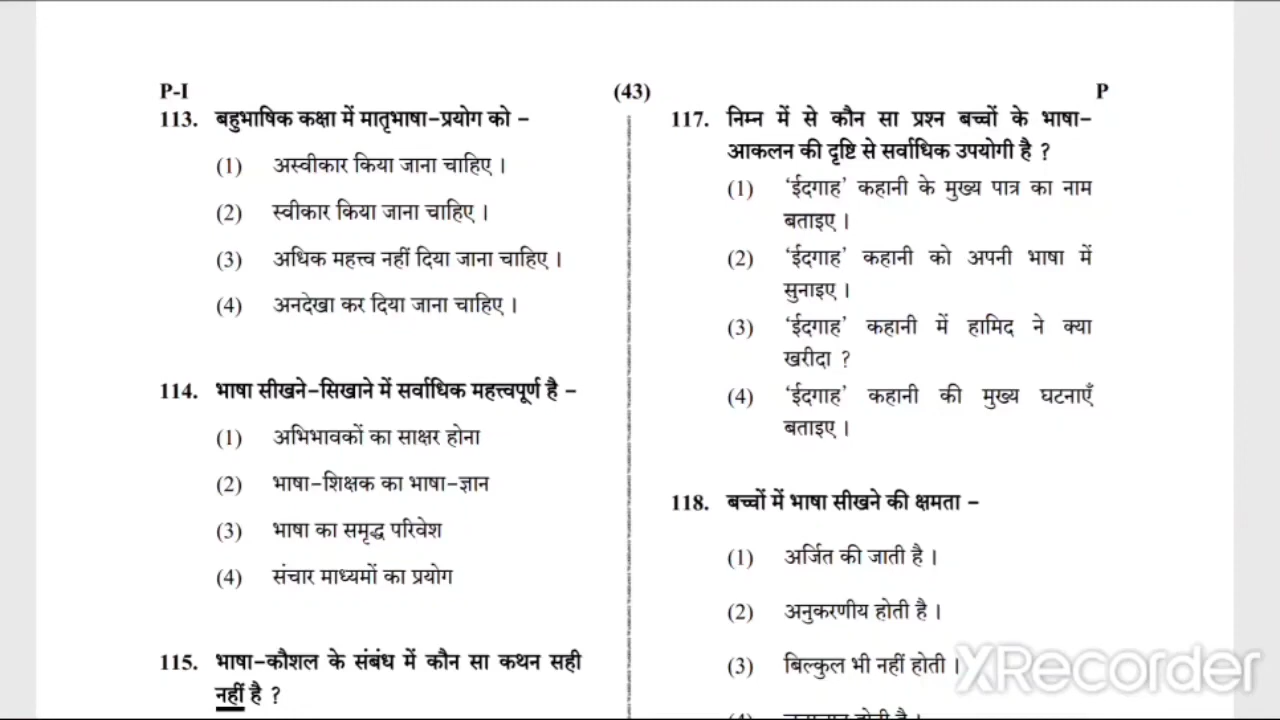 P-I
(43)
P
113. बहुभाषिक कक्षा में मातृभाषा-प्रयोग को -
(1) अस्वीकार किया जाना चाहिए ।
(2) स्वीकार किया जाना चाहिए ।
(3) अधिक महत्त्व नहीं दिया जाना चाहिए ।
(4) अनदेखा कर दिया जाना चाहिए ।
114. भाषा सीखने-सिखाने में सर्वाधिक महत्त्वपूर्ण है -
(1) अभिभावकों का साक्षर होना
(2) भाषा-शिक्षक का भाषा-ज्ञान
(3) भाषा का समृद्ध परिवेश
(4) संचार माध्यमों का प्रयोग
115. भाषा-कौशल के संबंध में कौन सा कथन सही
नहीं है ?
117. निम्न में से कौन सा प्रश्न बच्चों के भाषा-
आकलन की दृष्टि से सर्वाधिक उपयोगी है ?
(1) 'ईदगाह' कहानी के मुख्य पात्र का नाम
बताइए ।
(2) 'ईदगाह' कहानी को अपनी भाषा में
सुनाइए ।
(3) 'ईदगाह' कहानी में हामिद ने क्या
खरीदा ?
(4) 'ईदगाह' कहानी की मुख्य घटनाएँ
बताइए ।
118. बच्चों में भाषा सीखने की क्षमता -
(1) अर्जित की जाती है ।
(2) अनुकरणीय होती है ।
(3) बिल्कुल भी नहीं होती ।
XRecorder
(4) होती है ।